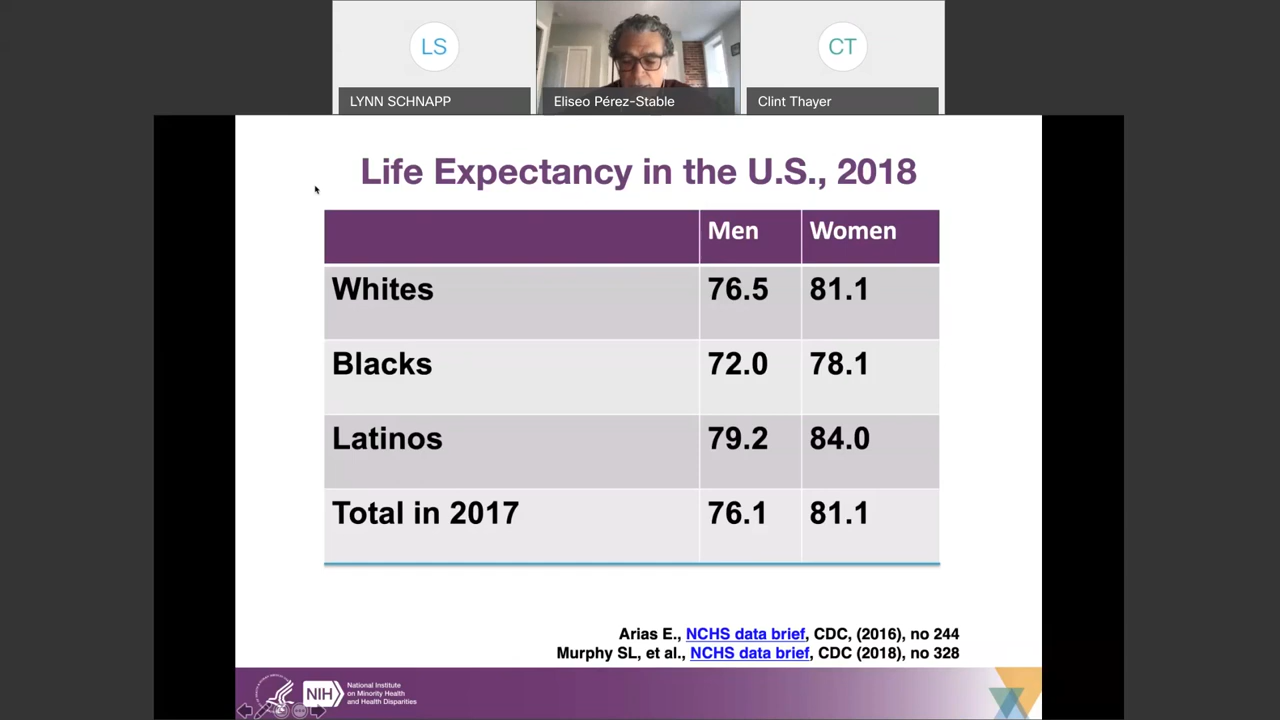 LS
CT
LYNN SCHNAPP
Eliseo Pérez-Stable
Clint Thayer
Life Expectancy in the U.S., 2018
Men Women
Whites 76.5 81.1
Blacks 72.0 78.1
Latinos 79.2 84.0
Total in 2017 76.1 81.1
Arias E., NCHS data brief, CDC, (2016), no 244
Murphy SL, et al., NCHS data brief, CDC (2018), no 328
NIH
National Institute
on Minority Health
and Health Disparities